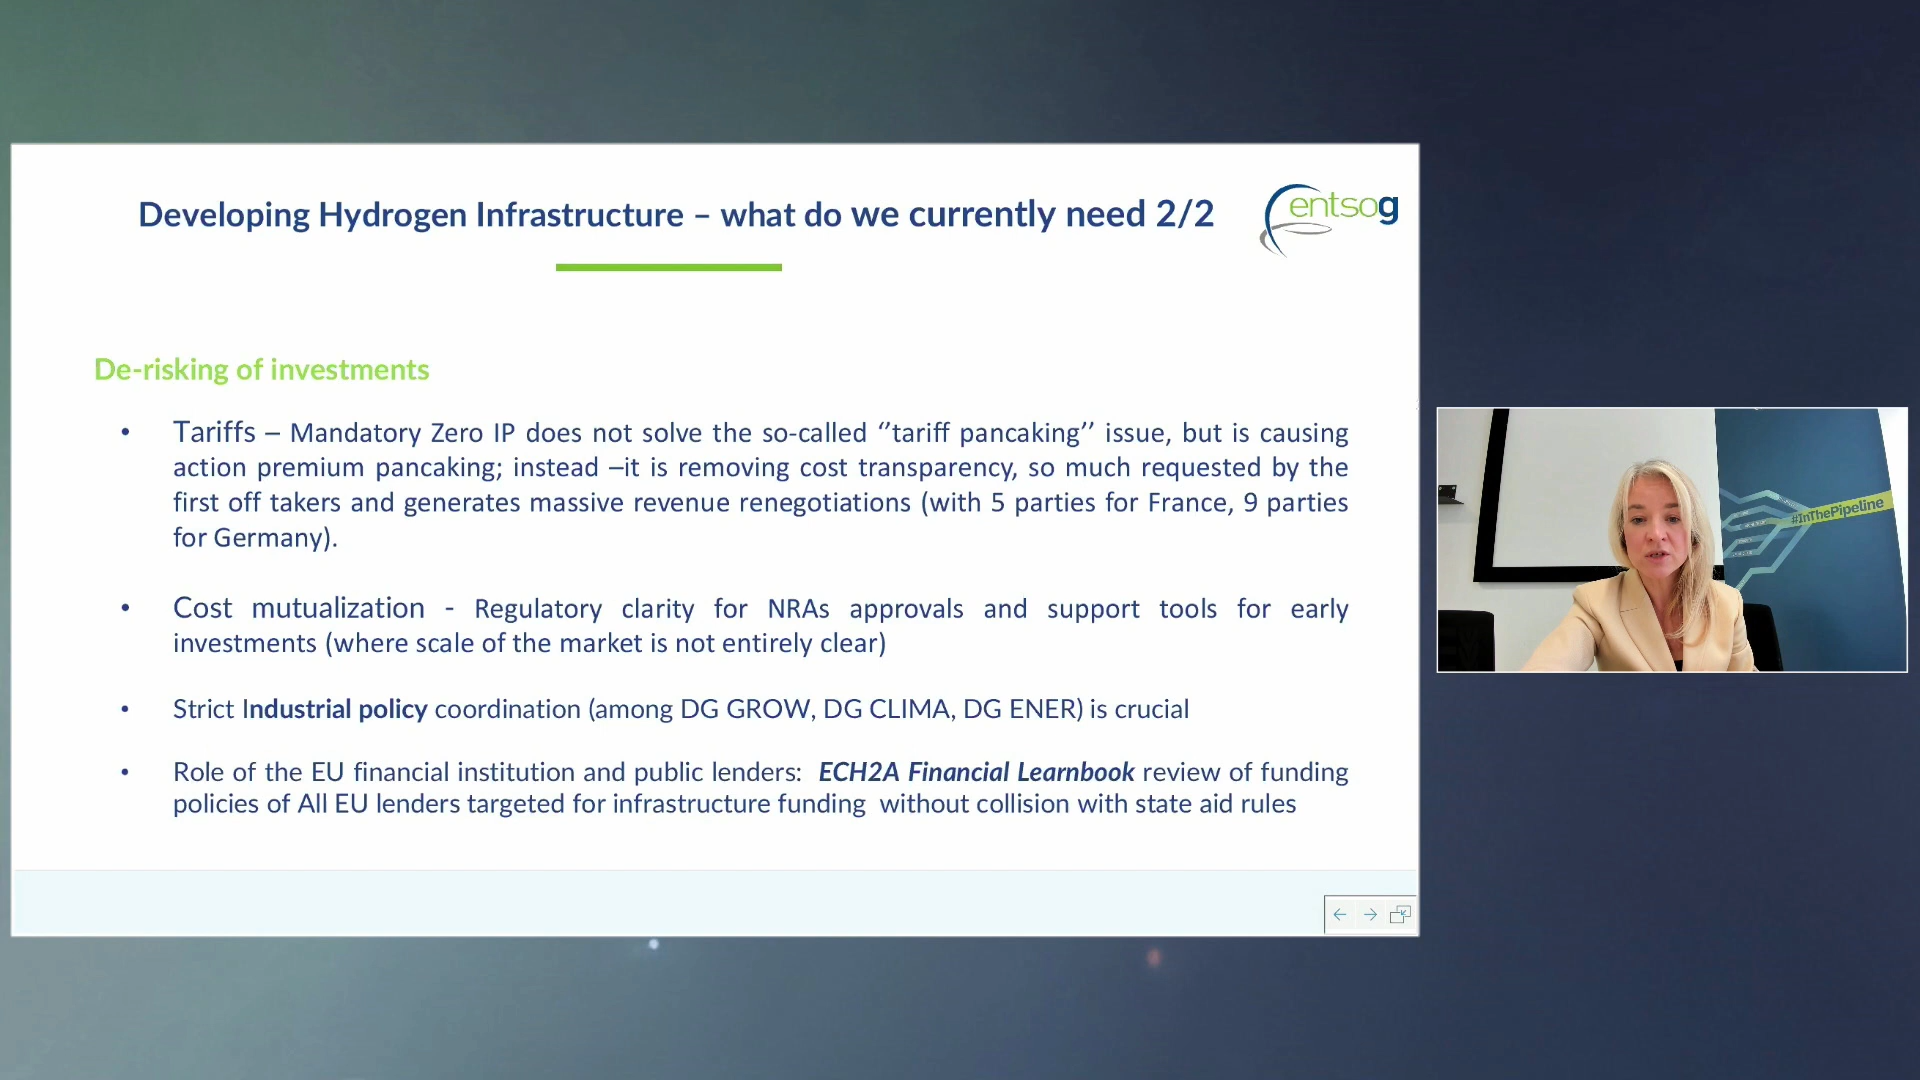 Developing Hydrogen Infrastructure – what do we currently need 2/2
entsog
De-risking of investments
• Tariffs – Mandatory Zero IP does not solve the so-called ‘’tariff pancaking’’ issue, but is causing
action premium pancaking; instead –it is removing cost transparency, so much requested by the
first off takers and generates massive revenue renegotiations (with 5 parties for France, 9 parties
for Germany).
• Cost mutualization - Regulatory clarity for NRAs approvals and support tools for early
investments (where scale of the market is not entirely clear)
• Strict Industrial policy coordination (among DG GROW, DG CLIMA, DG ENER) is crucial
• Role of the EU financial institution and public lenders: ECH2A Financial Learnbook review of funding
policies of All EU lenders targeted for infrastructure funding without collision with state aid rules
#InThePipeline